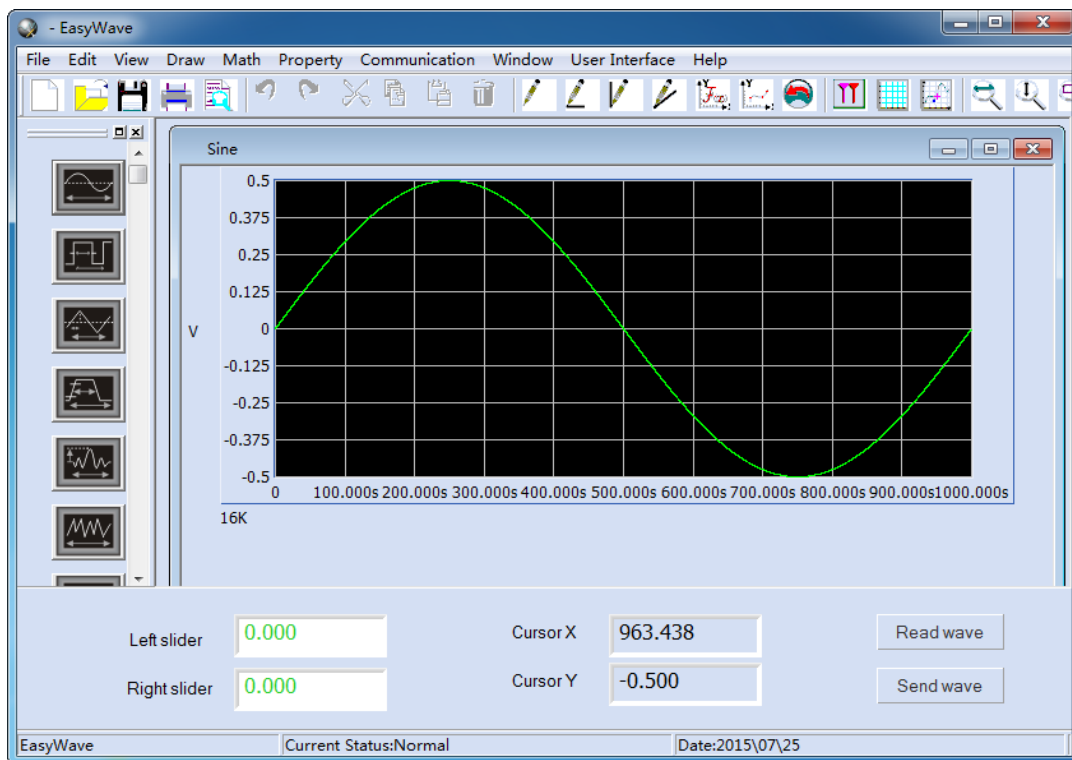 - EasyWave
File Edit View Draw Math Property Communication Window User Interface Help
Sine
0.5
0.375
0.25
0.125
V
0
-0.125
-0.25
-0.375
-0.5
0 100.000s 200.000s 300.000s 400.000s 500.000s 600.000s 700.000s 800.000s 900.000s 1000.000s
16K
Left slider 0.000 Cursor X 963.438 Read wave
Right slider 0.000 Cursor Y -0.500 Send wave
EasyWave Current Status:Normal Date:2015\07\25